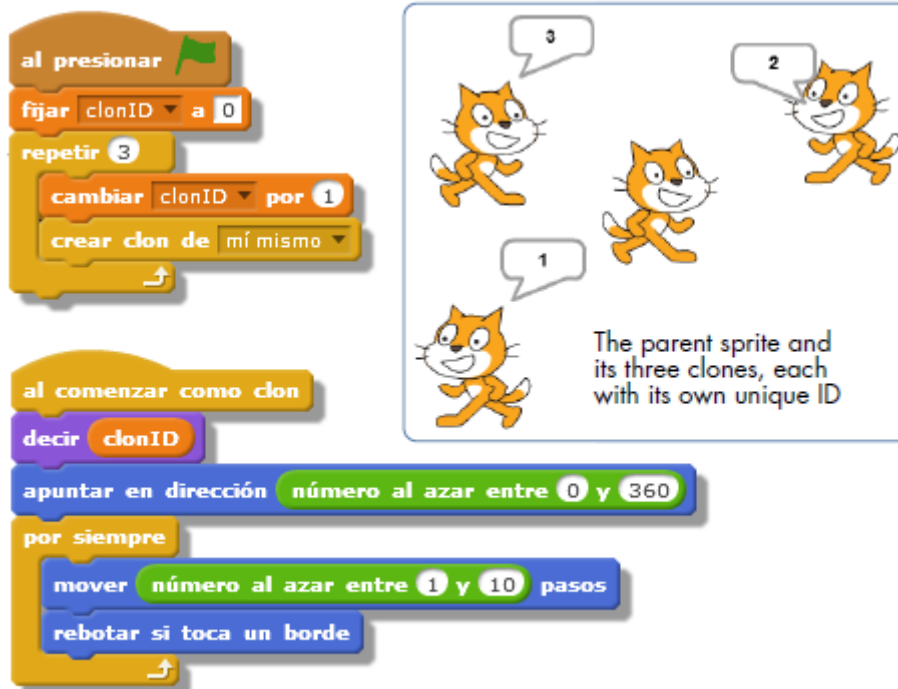 al presionar
fijar clonID a 0
repetir 3
cambiar clonID por 1
crear clon de mí mismo
al comenzar como clon
decir clonID
apuntar en dirección número al azar entre 0 y 360
por siempre
mover número al azar entre 1 y 10 pasos
rebotar si toca un borde
3
2
1
The parent sprite and
its three clones, each
with its own unique ID